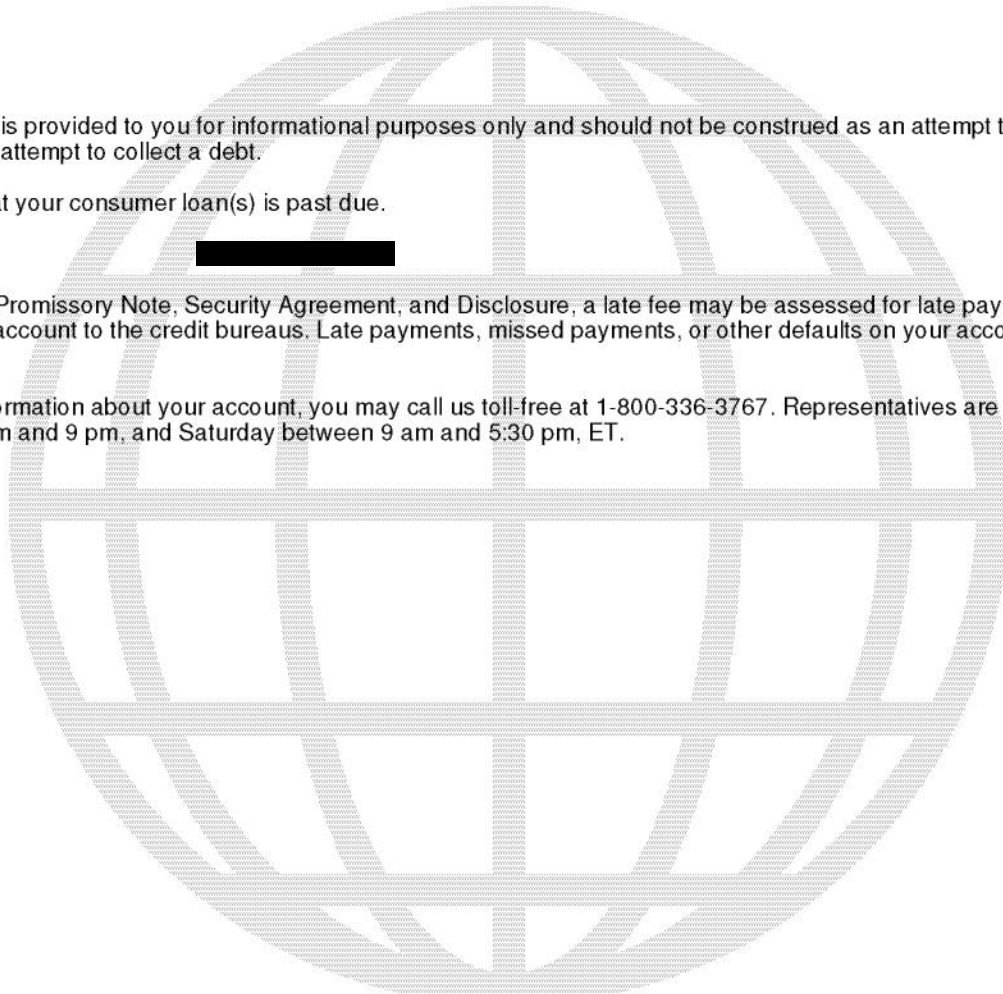 is provided to you for informational purposes only and should not be construed as an attempt
attempt to collect a debt.
your consumer loan(s) is past due.
Promissory Note, Security Agreement, and Disclosure, a late fee may be assessed for late pay
account to the credit bureaus. Late payments, missed payments, or other defaults on your acco
rmation about your account, you may call us toll-free at 1-800-336-3767. Representatives are
and 9 pm, and Saturday between 9 am and 5:30 pm, ET.